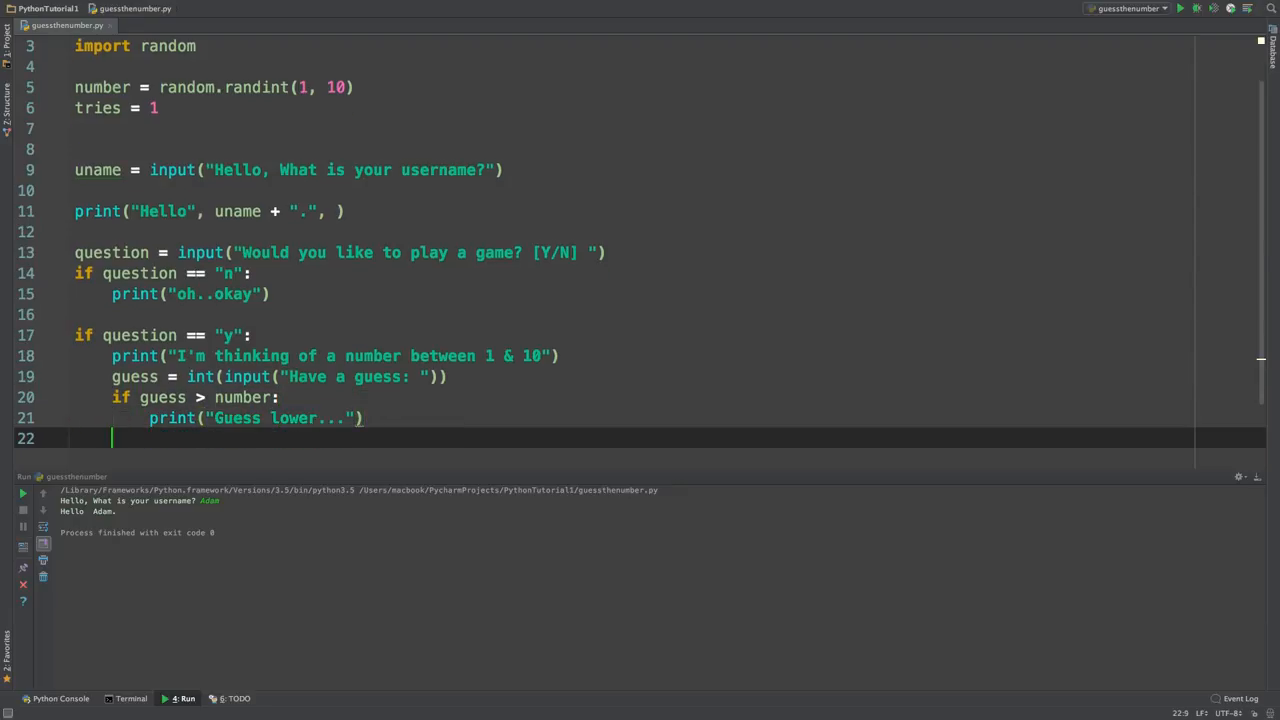 PythonTutorial1 guessthenumber.py guessthenumber
guessthenumber.py
1: Project
Z: Structure
2: Favorites
Database
3 import random
4
5 number = random.randint(1, 10)
6 tries = 1
7
8
9 uname = input("Hello, What is your username?")
10
11 print("Hello", uname + ".", )
12
13 question = input("Would you like to play a game? [Y/N] ")
14 if question == "n":
15 print("oh..okay")
16
17 if question == "y":
18 print("I'm thinking of a number between 1 & 10")
19 guess = int(input("Have a guess: "))
20 if guess > number:
21 print("Guess lower...")
22
Run guessthenumber
/Library/Frameworks/Python.framework/Versions/3.5/bin/python3.5 /Users/macbook/PycharmProjects/PythonTutorial1/guessthenumber.py
Hello, What is your username? Adam
Hello Adam.
Process finished with exit code 0
Python Console Terminal 4: Run 6: TODO Event Log
22:9 LF÷ UTF-8÷